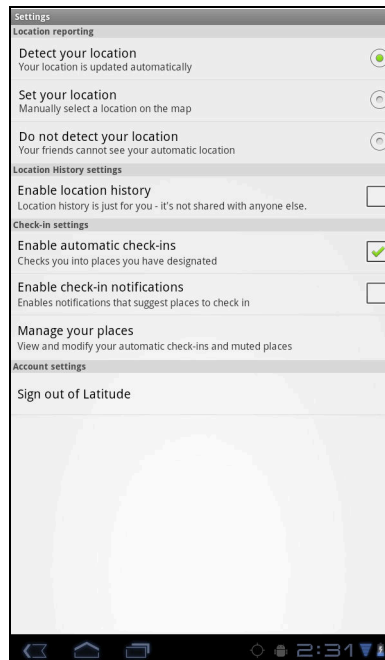 Settings
Location reporting
Detect your location
Your location is updated automatically
Set your location
Manually select a location on the map
Do not detect your location
Your friends cannot see your automatic location
Location History settings
Enable location history
Location history is just for you - it's not shared with anyone else.
Check-in settings
Enable automatic check-ins
Checks you into places you have designated
Enable check-in notifications
Enables notifications that suggest places to check in
Manage your places
View and modify your automatic check-ins and muted places
Account settings
Sign out of Latitude
2:31